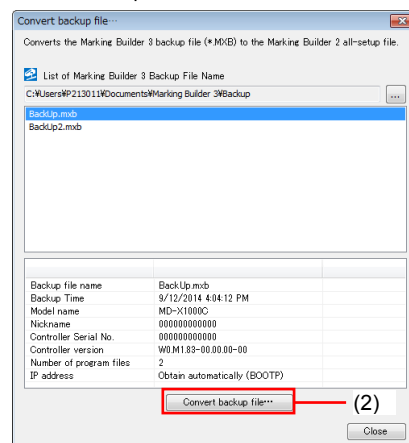 Convert backup file…
Converts the Marking Builder 3 backup file (*.MXB) to the Marking Builder 2 all-setup file.
List of Marking Builder 3 Backup File Name
C:¥Users¥P213011¥Documents¥Marking Builder 3¥Backup
...
BackUp.mxb
BackUp2.mxb
Backup file name BackUp.mxb
Backup Time 9/12/2014 4:04:12 PM
Model name MD-X1000C
Nickname 000000000000
Controller Serial No. 000000000000
Controller version W0.M1.83-00.00.00-00
Number of program files 2
IP address Obtain automatically (BOOTP)
Convert backup file…
(2)
Close